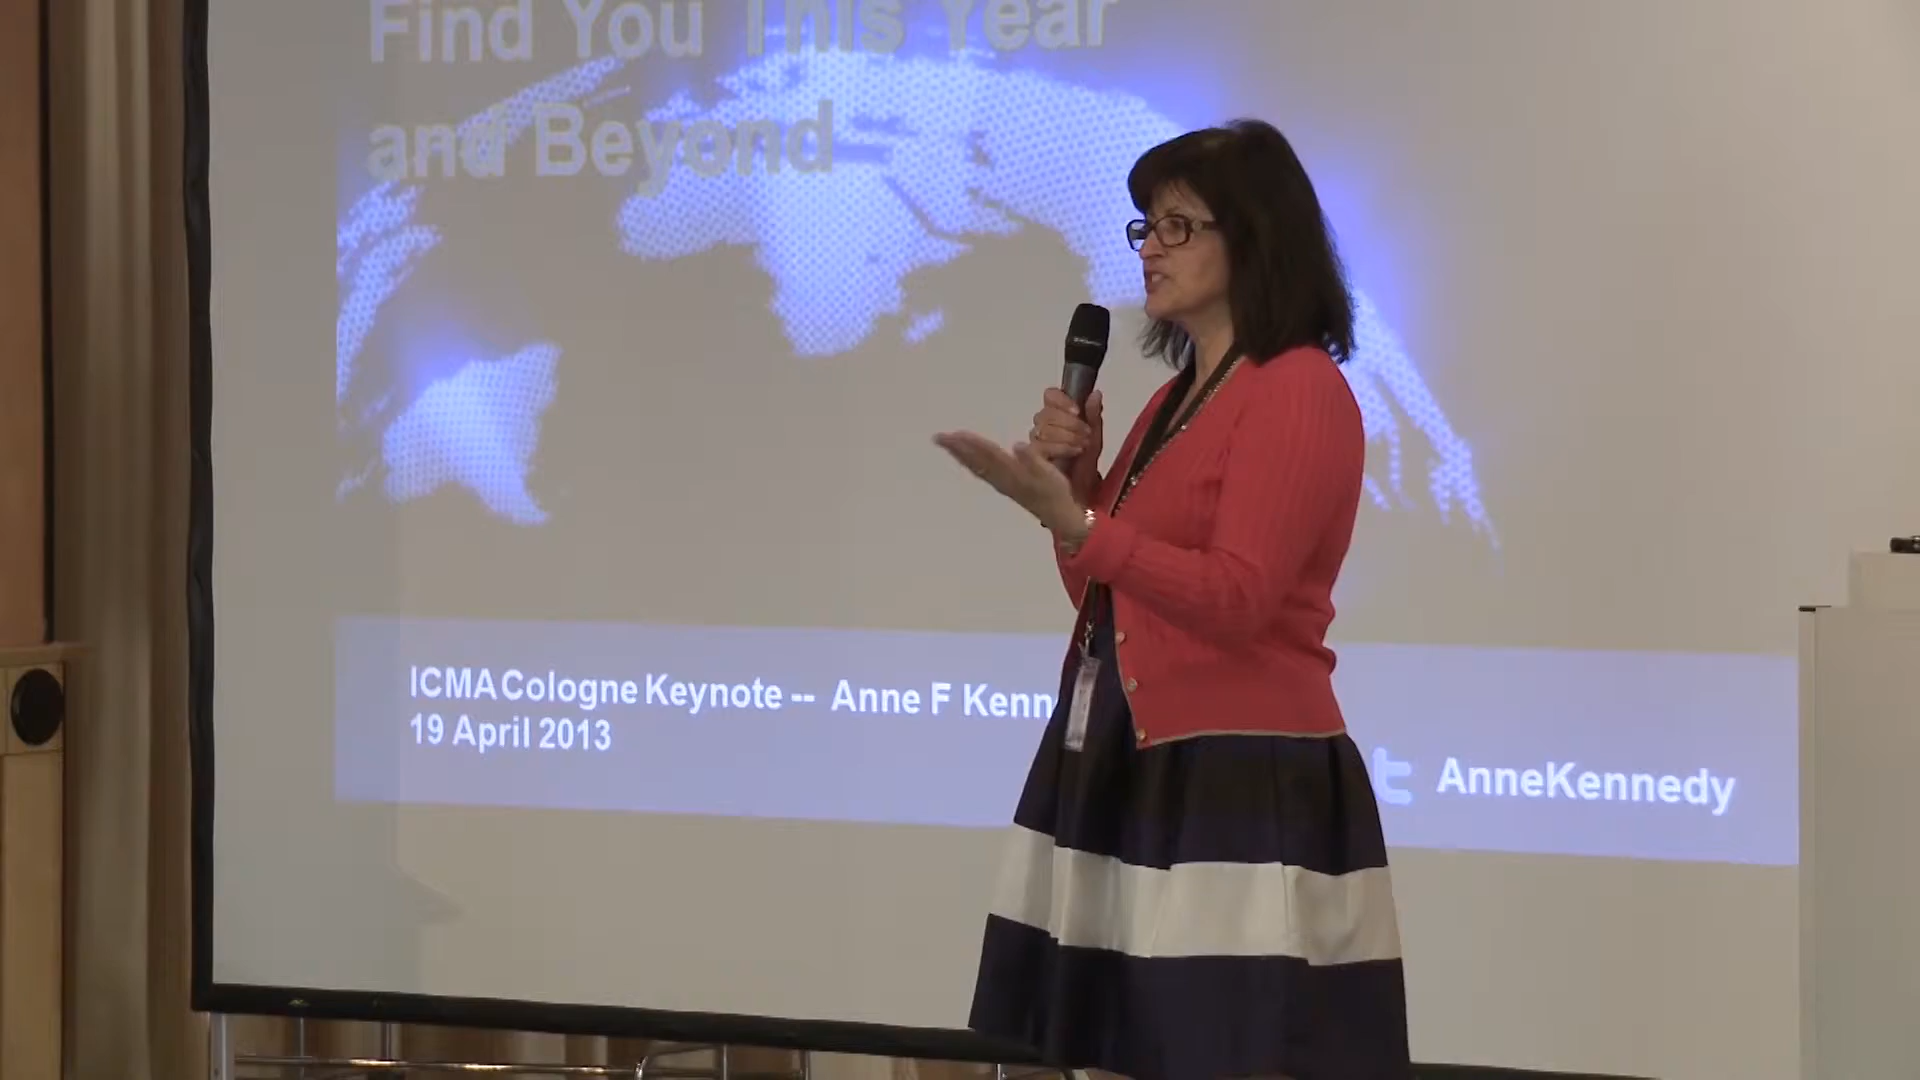 Find You This Year
and Beyond
ICMA Cologne Keynote -- Anne F Kenn
19 April 2013
AnneKennedy